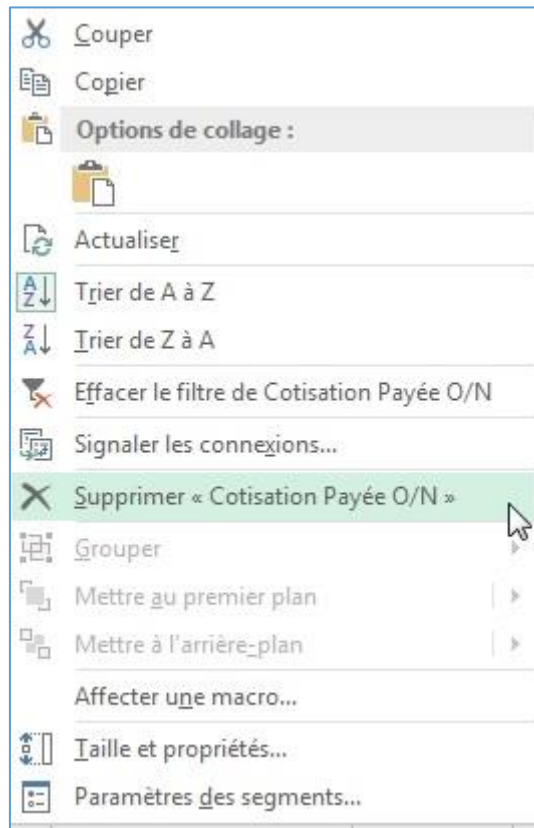 Couper
Copier
Options de collage :
Actualiser
Trier de A à Z
Trier de Z à A
Effacer le filtre de Cotisation Payée O/N
Signaler les connexions...
Supprimer « Cotisation Payée O/N »
Grouper
Mettre au premier plan
Mettre à l'arrière-plan
Affecter une macro...
Taille et propriétés...
Paramètres des segments...